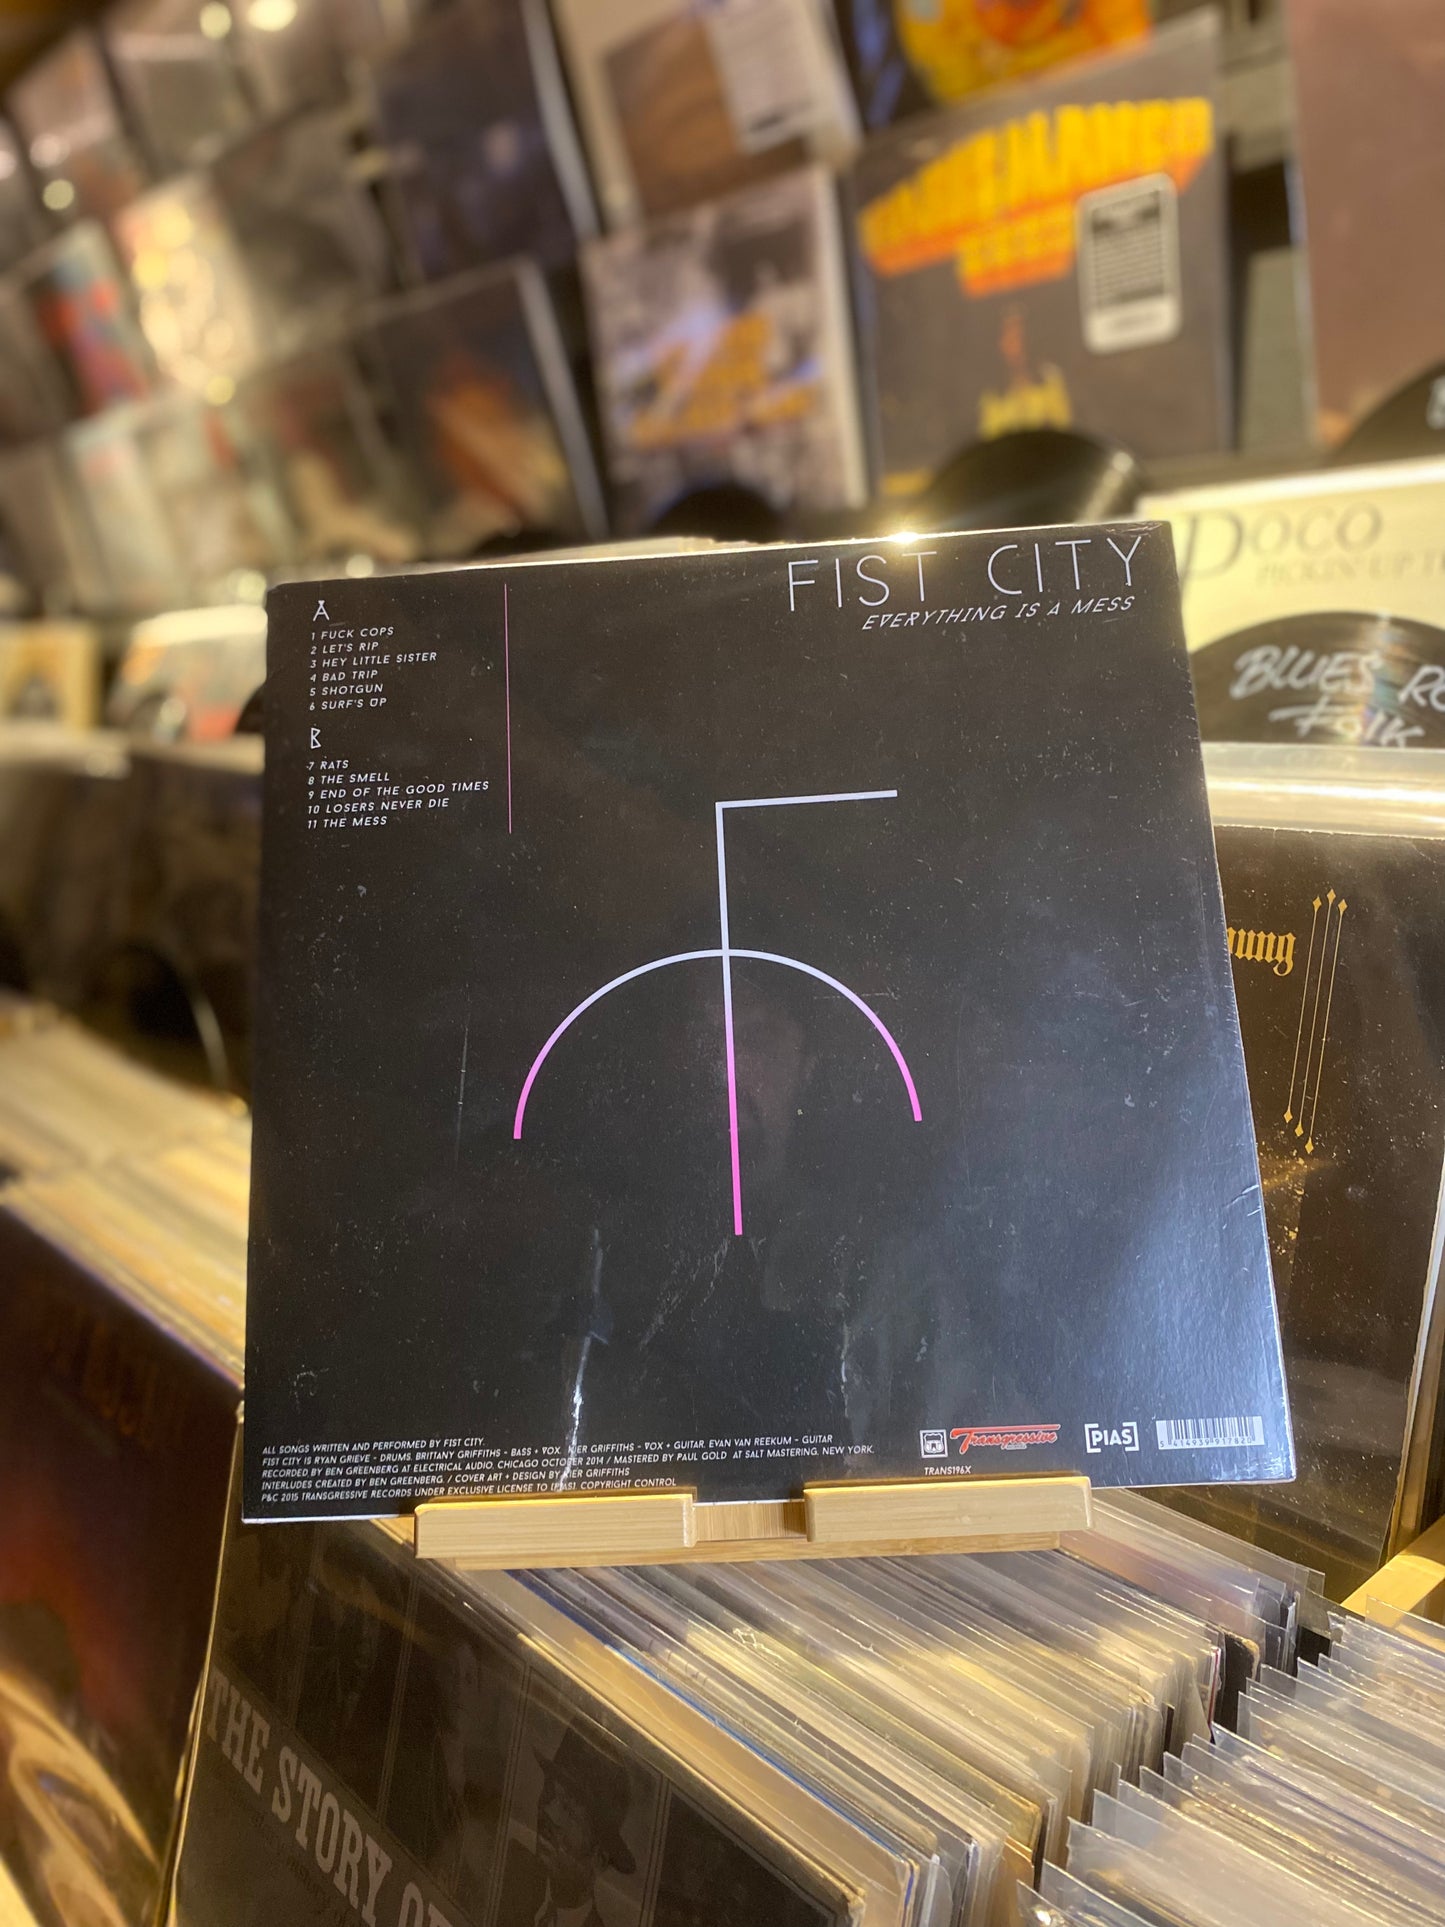 FIST CITY
EVERYTHING IS A MESS
A
1 FUCK COPS
2 LET'S RIP
3 HEY LITTLE SISTER
4 BAD TRIP
5 SHOTGUN
6 SURF'S UP
B
7 RATS
8 THE SMELL
9 END OF THE GOOD TIMES
10 LOSERS NEVER DIE
11 THE MESS
ALL SONGS WRITTEN AND PERFORMED BY FIST CITY.
FIST CITY IS RYAN GRIEVE - DRUMS. BRITTANY GRIFFITHS - BASS + VOX. KIER GRIFFITHS - VOX + GUITAR. EVAN VAN REEKUM - GUITAR
RECORDED BY BEN GREENBERG AT ELECTRICAL AUDIO, CHICAGO OCTOBER 2014 / MASTERED BY PAUL GOLD AT SALT MASTERING, NEW YORK.
INTERLUDES CREATED BY BEN GREENBERG. / COVER ART + DESIGN BY KIER GRIFFITHS
P&C 2015 TRANSGRESSIVE RECORDS UNDER EXCLUSIVE LICENSE TO [PIAS]. COPYRIGHT CONTROL
Transgressive
TRANS196X
[PIAS]
5 414939 917820
DOCO
PICKIN' UP
BLUES
FOLK
THE STORY